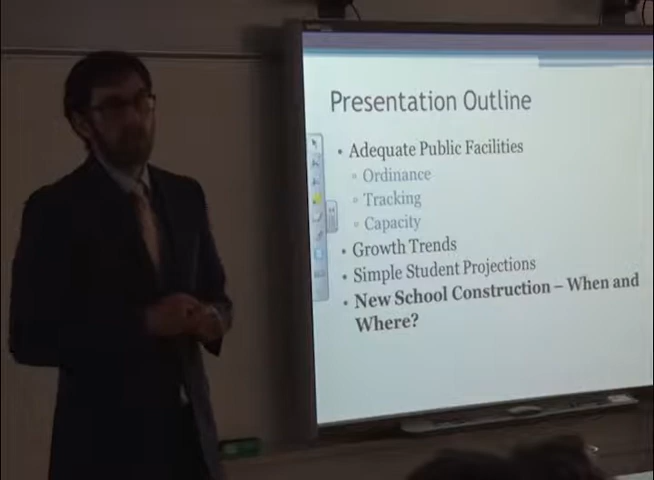 Presentation Outline
• Adequate Public Facilities
▫ Ordinance
▫ Tracking
▫ Capacity
• Growth Trends
• Simple Student Projections
• New School Construction – When and
Where?